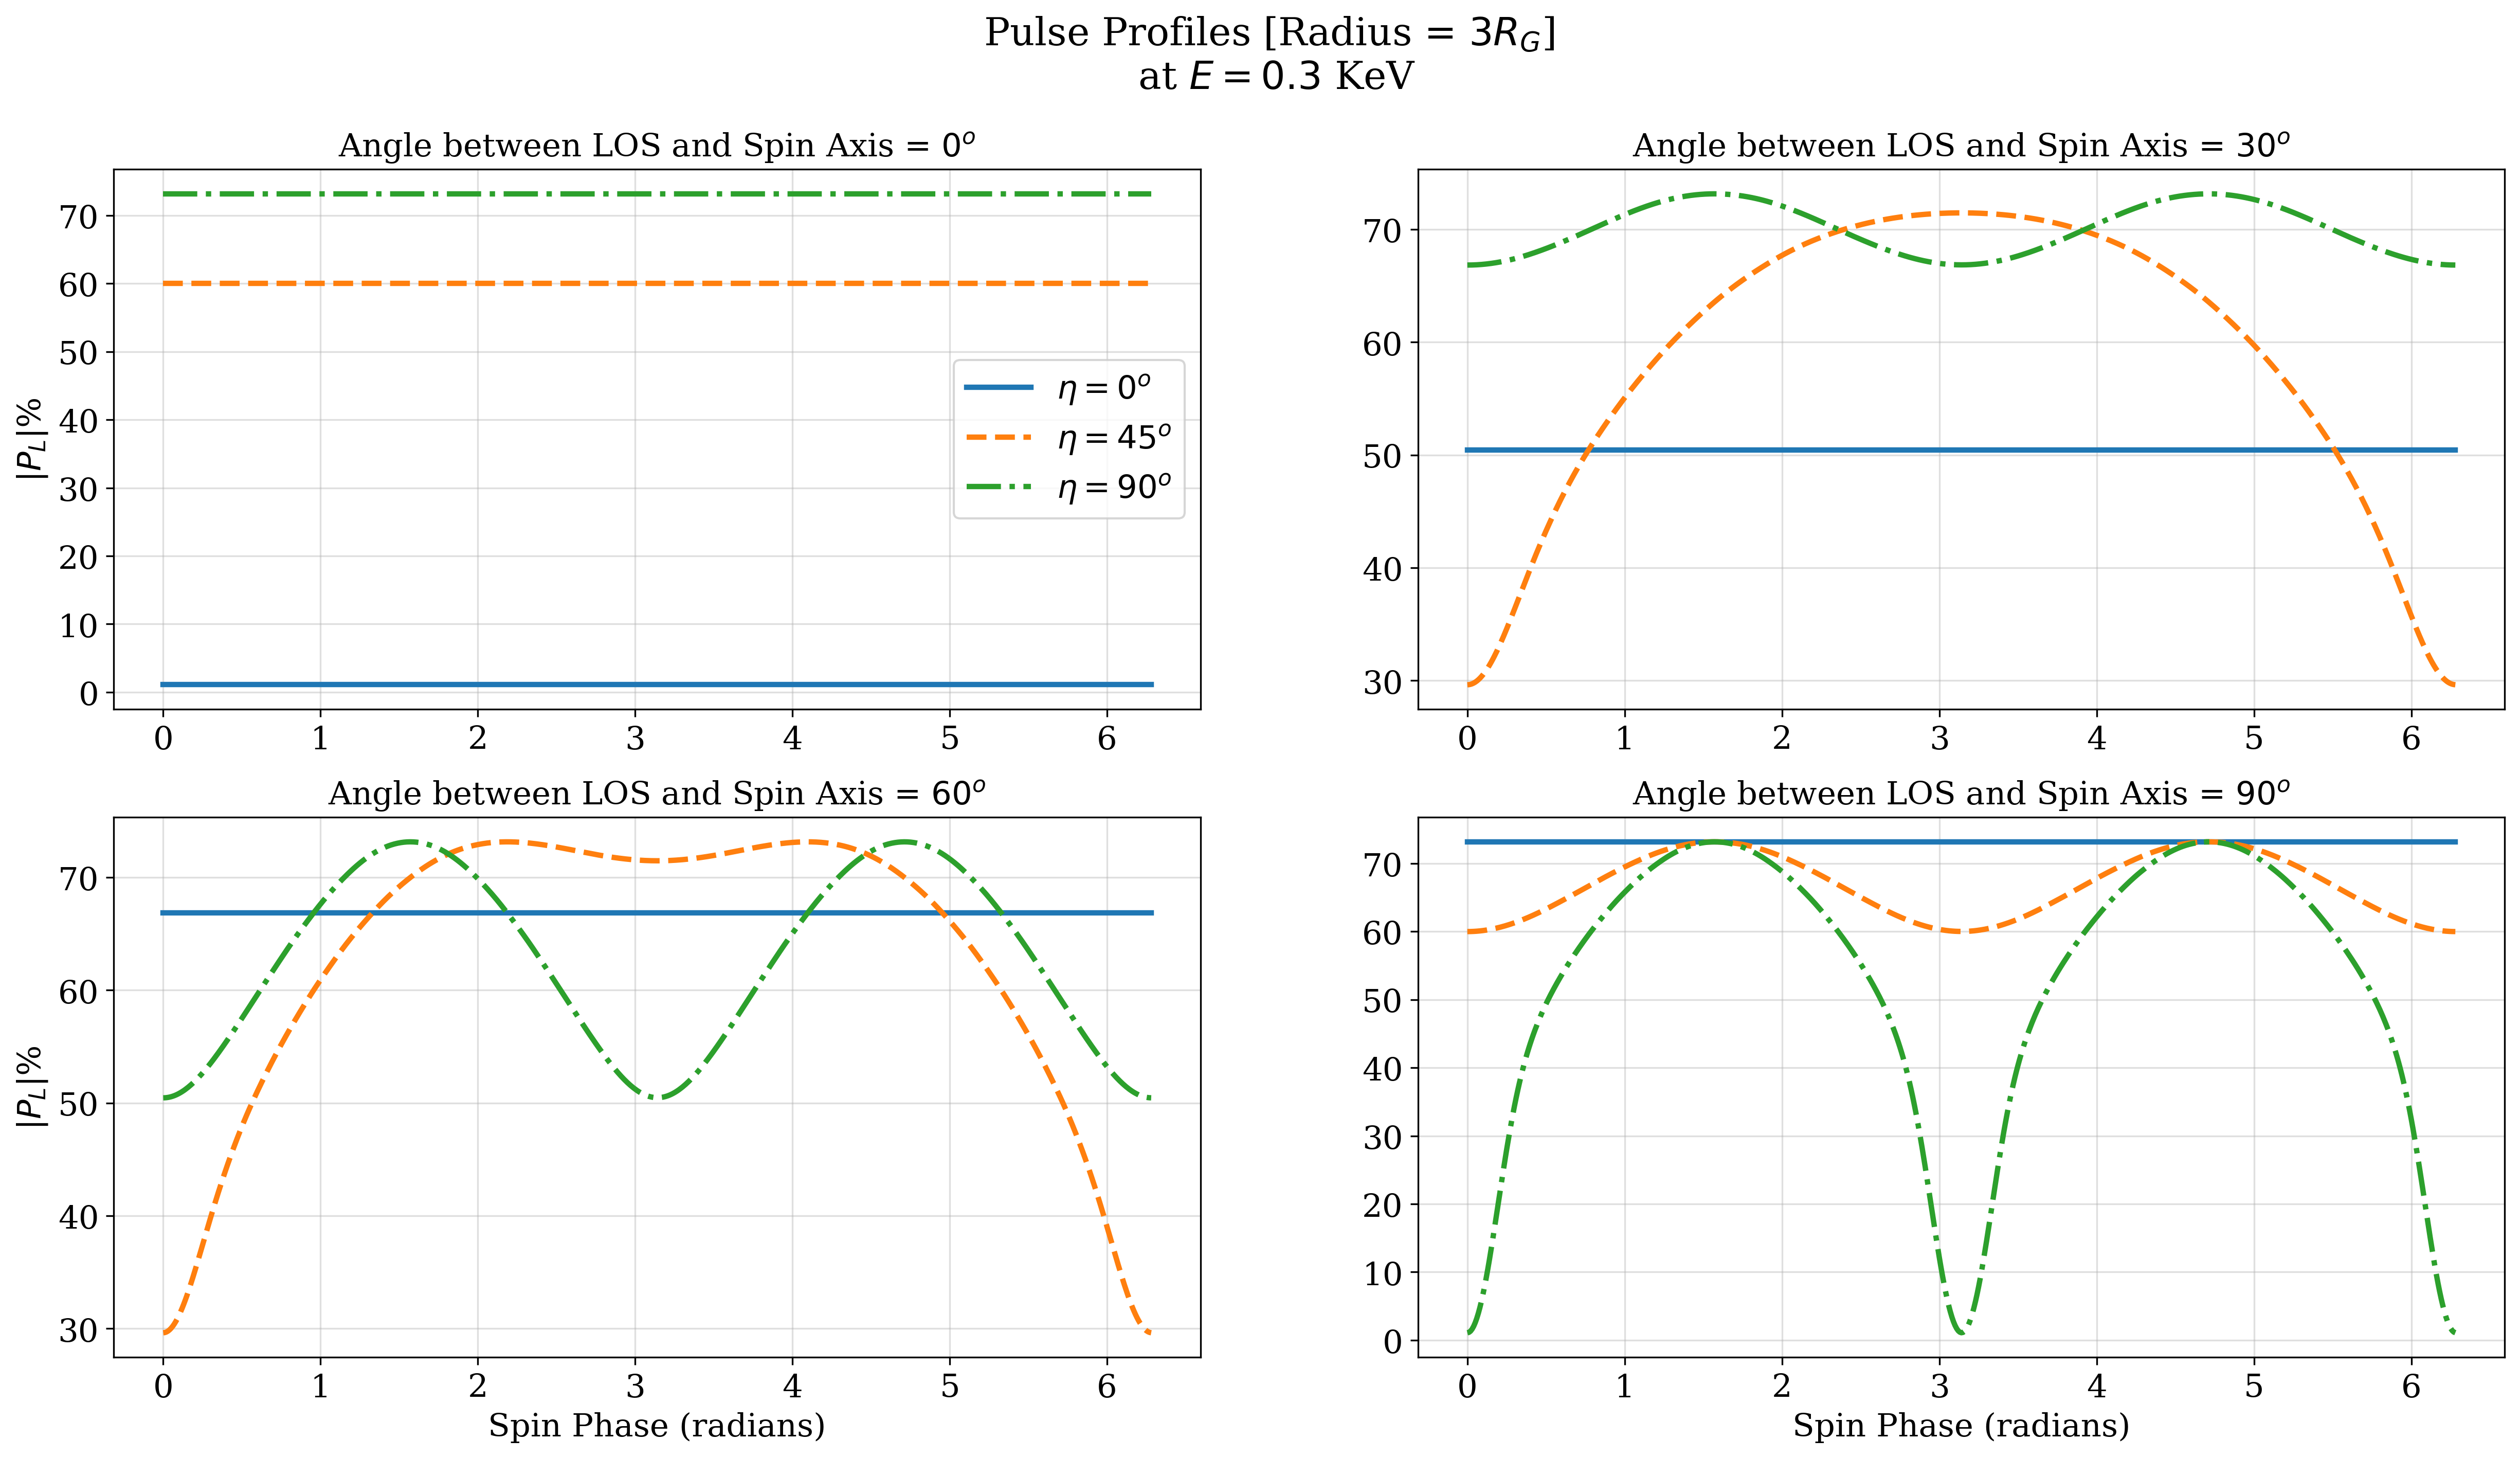 Pulse Profiles [Radius = 3R_G]
at E = 0.3 KeV
Angle between LOS and Spin Axis = 0^o
|P_L|%
70
60
50
40
30
20
10
0
η = 0^o
η = 45^o
η = 90^o
0 1 2 3 4 5 6
Angle between LOS and Spin Axis = 30^o
70
60
50
40
30
0 1 2 3 4 5 6
Angle between LOS and Spin Axis = 60^o
|P_L|%
70
60
50
40
30
0 1 2 3 4 5 6
Spin Phase (radians)
Angle between LOS and Spin Axis = 90^o
70
60
50
40
30
20
10
0
0 1 2 3 4 5 6
Spin Phase (radians)